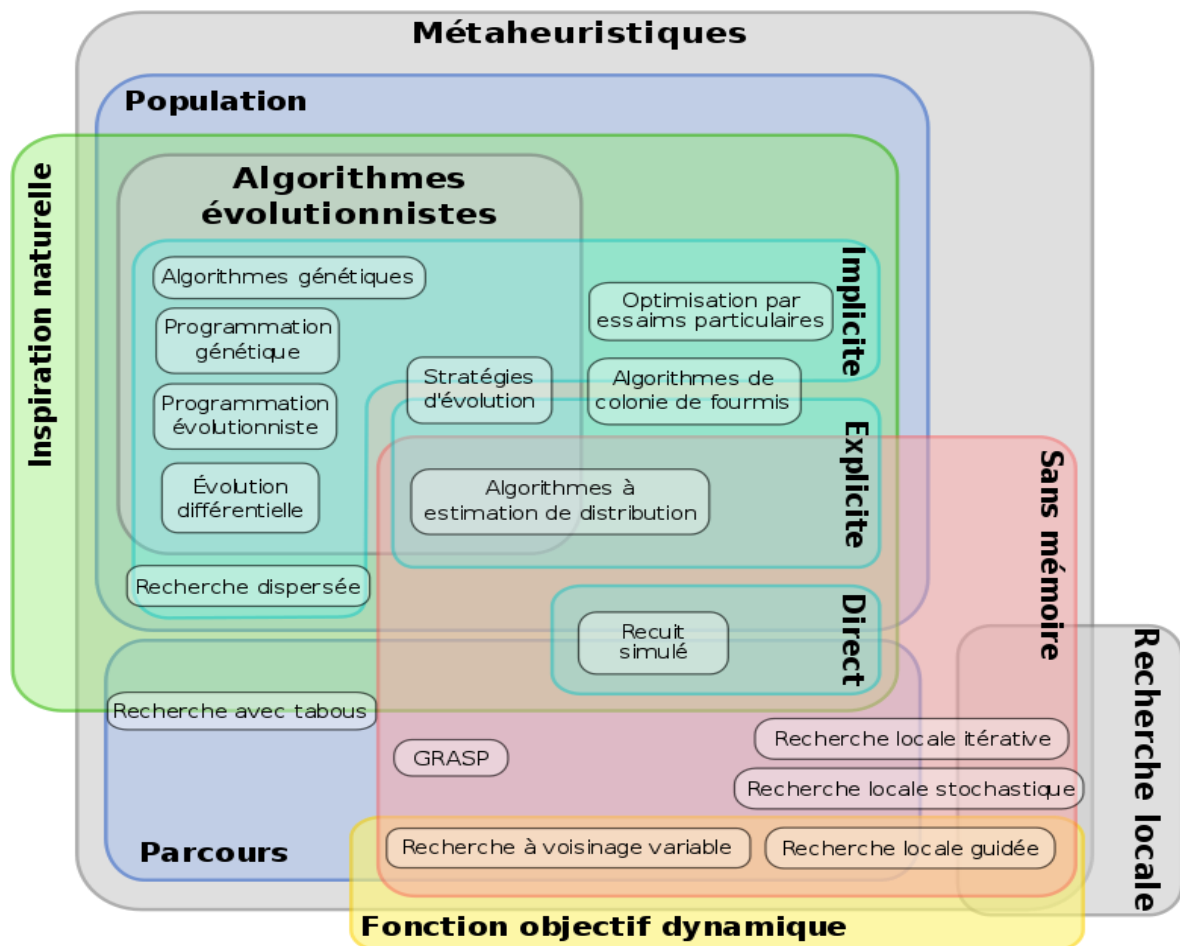 Métaheuristiques
Population
Inspiration naturelle
Algorithmes
évolutionnistes
Implicite
Algorithmes génétiques
Optimisation par
essaims particulaires
Programmation
génétique
Stratégies
d'évolution
Algorithmes de
colonie de fourmis
Programmation
évolutionniste
Explicite
Sans mémoire
Évolution
différentielle
Algorithmes à
estimation de distribution
Recherche dispersée
Direct
Recuit
simulé
Recherche locale
Recherche avec tabous
Recherche locale itérative
GRASP
Recherche locale stochastique
Parcours
Recherche à voisinage variable
Recherche locale guidée
Fonction objectif dynamique